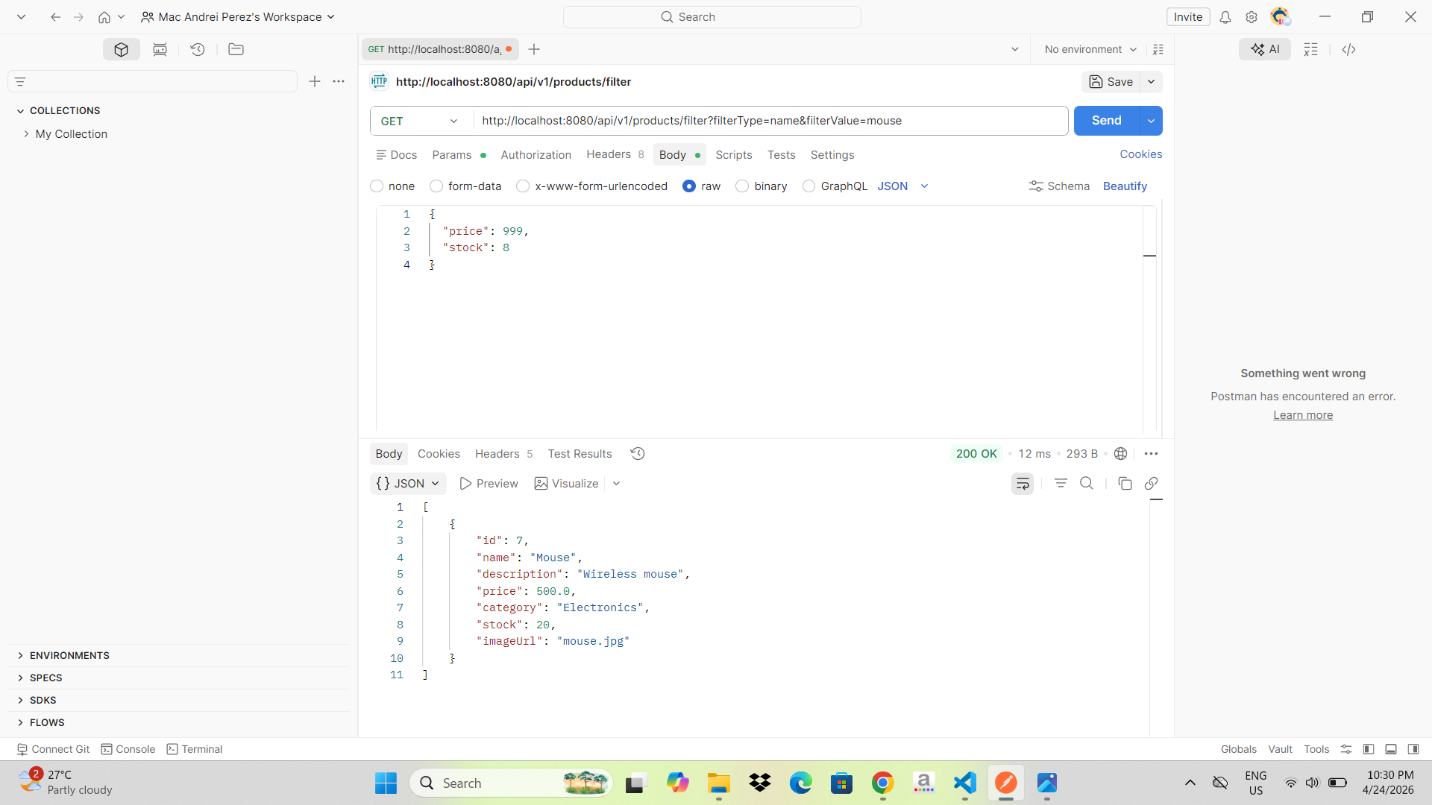 Mac Andrei Perez's Workspace
Search
Invite
GET http://localhost:8080/a
No environment
AI
HTTP http://localhost:8080/api/v1/products/filter
Save
COLLECTIONS
My Collection
GET http://localhost:8080/api/v1/products/filter?filterType=name&filterValue=mouse
Send
Docs Params Authorization Headers 8 Body Scripts Tests Settings Cookies
none form-data x-www-form-urlencoded raw binary GraphQL JSON Schema Beautify
1 {
2 "price": 999,
3 "stock": 8
4 }
Something went wrong
Postman has encountered an error.
Learn more
Body Cookies Headers 5 Test Results 200 OK 12 ms 293 B
{} JSON Preview Visualize
1 [
2 {
3 "id": 7,
4 "name": "Mouse",
5 "description": "Wireless mouse",
6 "price": 500.0,
7 "category": "Electronics",
8 "stock": 20,
9 "imageUrl": "mouse.jpg"
10 }
11 ]
ENVIRONMENTS
SPECS
SDKS
FLOWS
Connect Git Console Terminal Globals Vault Tools
2
27°C
Partly cloudy
Search
a
ENG
US
10:30 PM
4/24/2026